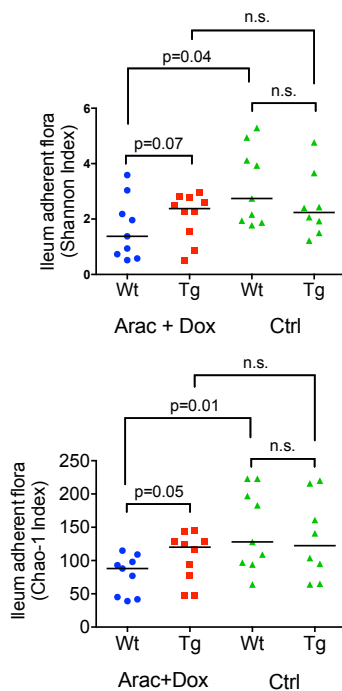 n.s.
p=0.04
n.s.
p=0.07
Ileum adherent flora
(Shannon Index)
6
4
2
0
Wt Tg Wt Tg
Arac + Dox Ctrl
n.s.
p=0.01
n.s.
p=0.05
Ileum adherent flora
(Chao-1 Index)
250
200
150
100
50
0
Wt Tg Wt Tg
Arac+Dox Ctrl